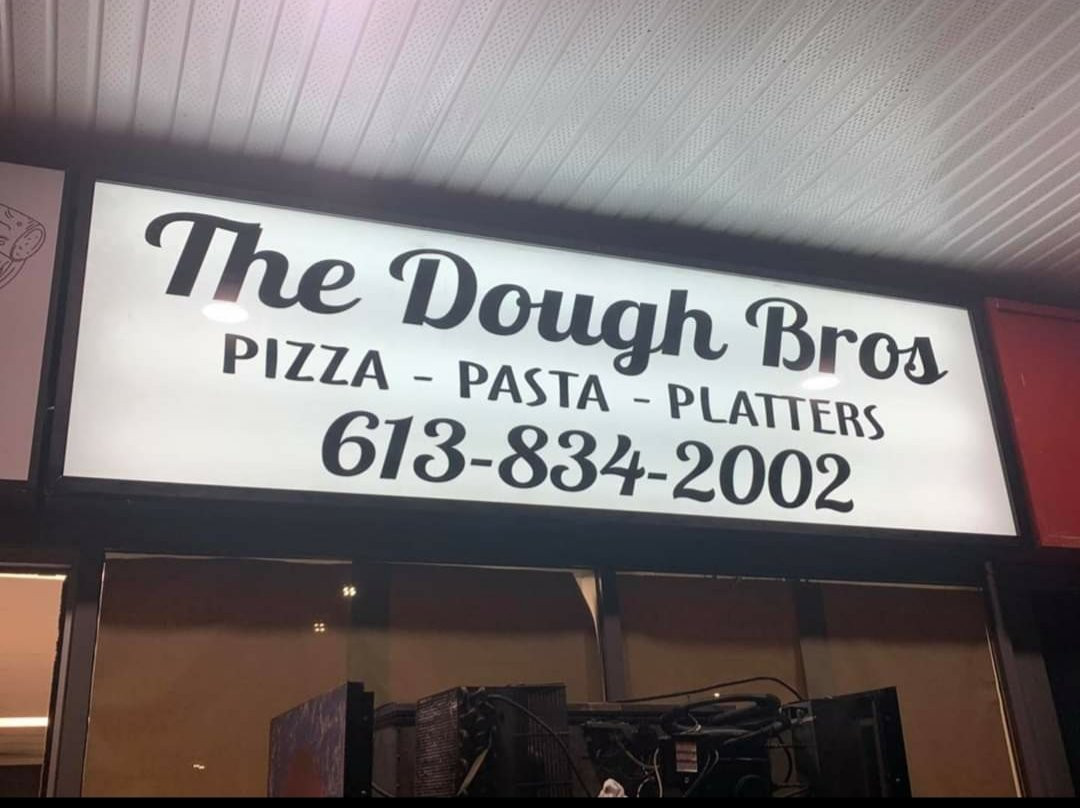 The Dough Bros
PIZZA - PASTA - PLATTERS
613-834-2002